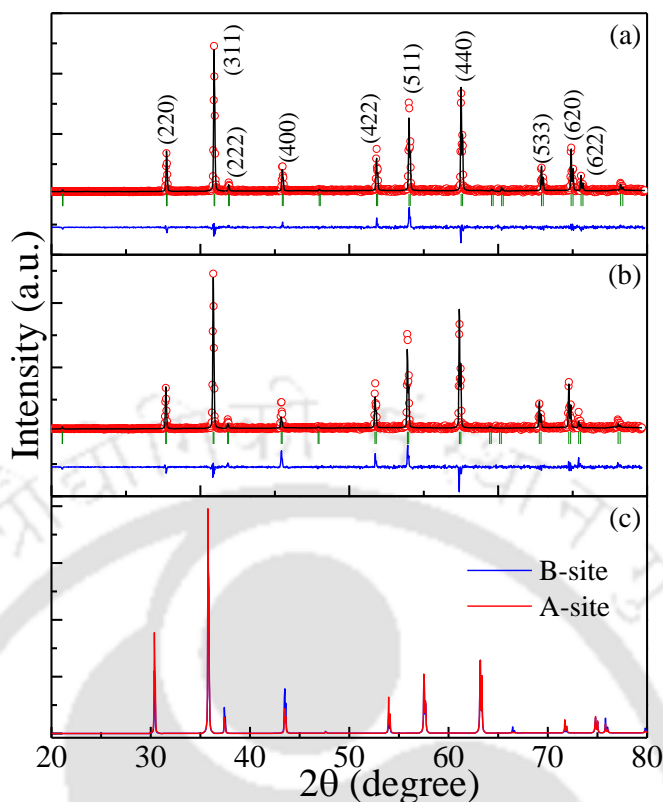 (a)
(220)
(311)
(222)
(400)
(422)
(511)
(440)
(533)
(620)
(622)
(b)
Intensity (a.u.)
(c)
B-site
A-site
20 30 40 50 60 70 80
2θ (degree)